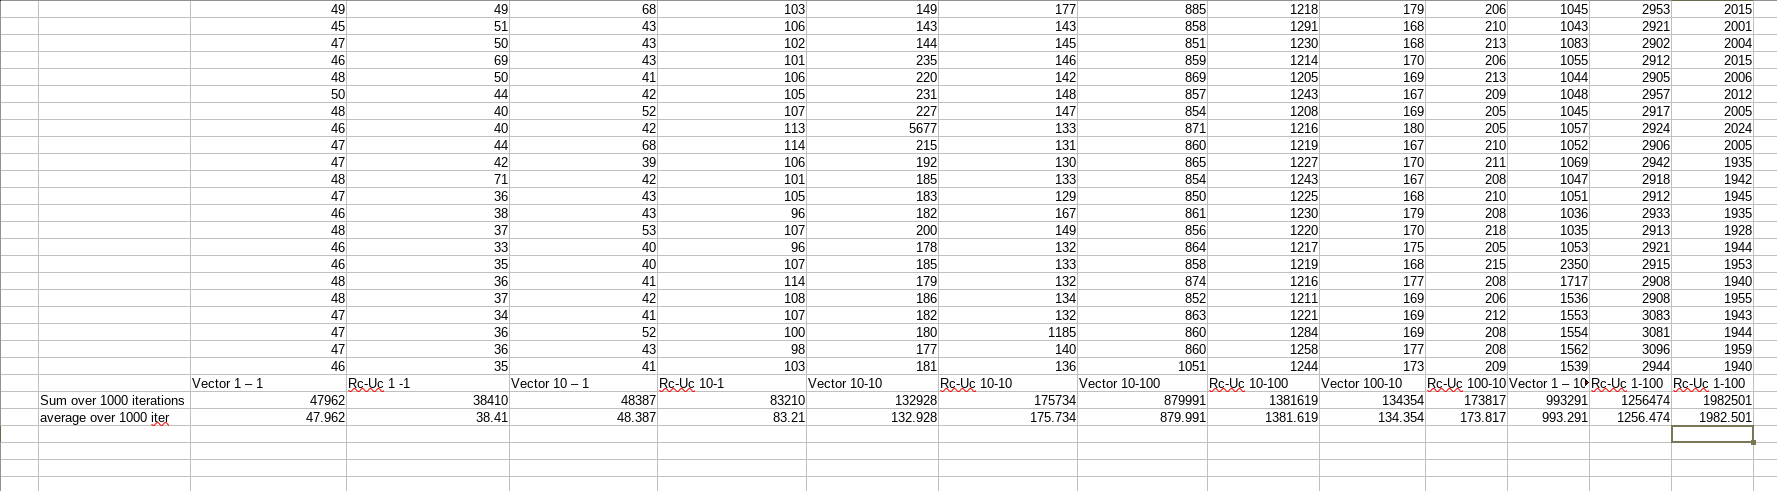 49 49 68 103 149 177 885 1218 179 206 1045 2953 2015
45 51 43 106 143 143 858 1291 168 210 1043 2921 2001
47 50 43 102 144 145 851 1230 168 213 1083 2902 2004
46 69 43 101 235 146 859 1214 170 206 1055 2912 2015
48 50 41 106 220 142 869 1205 169 213 1044 2905 2006
50 44 42 105 231 148 857 1243 167 209 1048 2957 2012
48 40 52 107 227 147 854 1208 169 205 1045 2917 2005
46 40 42 113 5677 133 871 1216 180 205 1057 2924 2024
47 44 68 114 215 131 860 1219 167 210 1052 2906 2005
47 42 39 106 192 130 865 1227 170 211 1069 2942 1935
48 71 42 101 185 133 854 1243 167 208 1047 2918 1942
47 36 43 105 183 129 850 1225 168 210 1051 2912 1945
46 38 43 96 182 167 861 1230 179 208 1036 2933 1935
48 37 53 107 200 149 856 1220 170 218 1035 2913 1928
46 33 40 96 178 132 864 1217 175 205 1053 2921 1944
46 35 40 107 185 133 858 1219 168 215 2350 2915 1953
48 36 41 114 179 132 874 1216 177 208 1717 2908 1940
48 37 42 108 186 134 852 1211 169 206 1536 2908 1955
47 34 41 107 182 132 863 1221 169 212 1553 3083 1943
47 36 52 100 180 1185 860 1284 169 208 1554 3081 1944
47 36 43 98 177 140 860 1258 177 208 1562 3096 1959
46 35 41 103 181 136 1051 1244 173 209 1539 2944 1940
Vector 1 – 1 Rc-Uc 1 -1 Vector 10 – 1 Rc-Uc 10-1 Vector 10-10 Rc-Uc 10-10 Vector 10-100 Rc-Uc 10-100 Vector 100-10 Rc-Uc 100-10 Vector 1 – 10 Rc-Uc 1-100 Rc-Uc 1-100
Sum over 1000 iterations 47962 38410 48387 83210 132928 175734 879991 1381619 134354 173817 993291 1256474 1982501
average over 1000 iter 47.962 38.41 48.387 83.21 132.928 175.734 879.991 1381.619 134.354 173.817 993.291 1256.474 1982.501